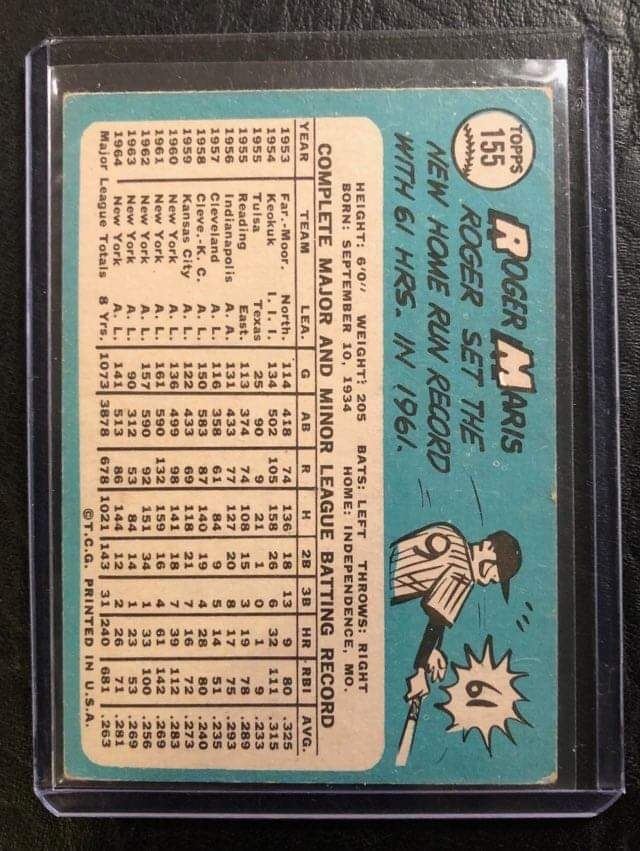 TOPPS
155
ROGER MARIS
ROGER SET THE
NEW HOME RUN RECORD
WITH 61 HRS. IN 1961.
9
61
HEIGHT: 6'0" WEIGHT: 205 BATS: LEFT THROWS: RIGHT
BORN: SEPTEMBER 10, 1934 HOME: INDEPENDENCE, MO.
COMPLETE MAJOR AND MINOR LEAGUE BATTING RECORD
YEAR TEAM LEA. G AB R H 2B 3B HR RBI AVG.
1953 Far.-Moor. North. 114 418 74 136 18 13 9 80 .325
1954 Keokuk I. I. I. 134 502 105 158 26 6 32 111 .315
1955 Tulsa Texas 25 90 9 21 1 0 1 9 .233
1955 Reading East. 113 374 74 108 15 3 19 78 .289
1956 Indianapolis A. A. 131 433 77 127 20 8 17 75 .293
1957 Cleveland A. L. 116 358 61 84 9 5 14 51 .235
1958 Cleve.-K. C. A. L. 150 583 87 140 19 4 28 80 .240
1959 Kansas City A. L. 122 433 69 118 21 7 16 72 .273
1960 New York A. L. 136 499 98 141 18 7 39 112 .283
1961 New York A. L. 161 590 132 159 16 4 61 142 .269
1962 New York A. L. 157 590 92 151 34 1 33 100 .256
1963 New York A. L. 90 312 53 84 14 1 23 53 .269
1964 New York A. L. 141 513 86 144 12 2 26 71 .281
Major League Totals 8 Yrs. 1073 3878 678 1021 143 31 240 681 .263
©T.C.G. PRINTED IN U.S.A.